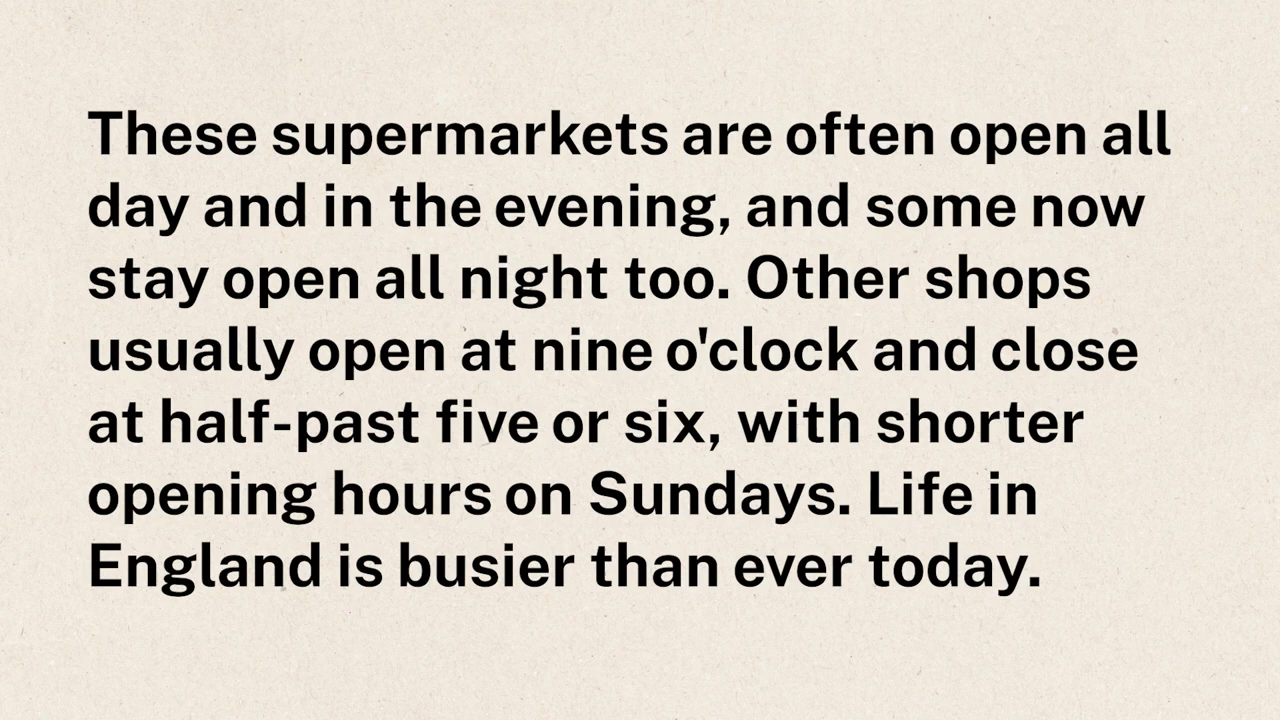 These supermarkets are often open all
day and in the evening, and some now
stay open all night too. Other shops
usually open at nine o'clock and close
at half-past five or six, with shorter
opening hours on Sundays. Life in
England is busier than ever today.